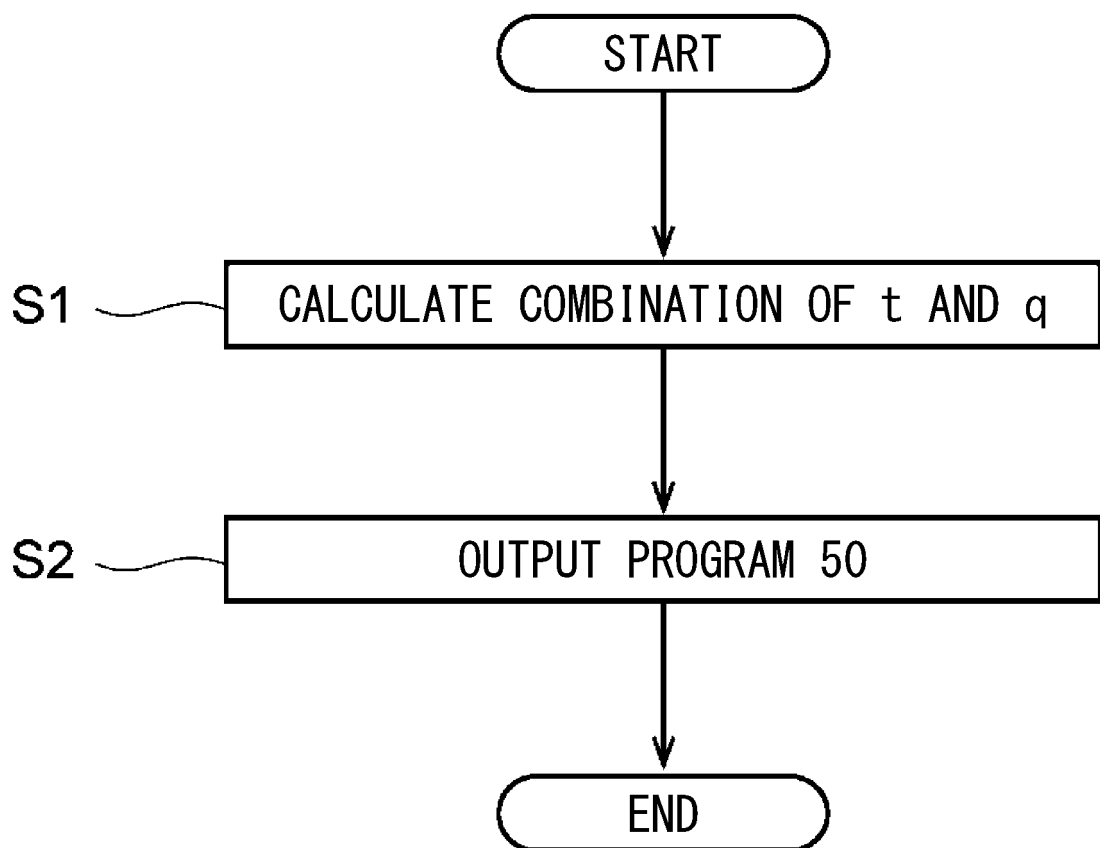 START
S1
CALCULATE COMBINATION OF t AND q
S2
OUTPUT PROGRAM 50
END